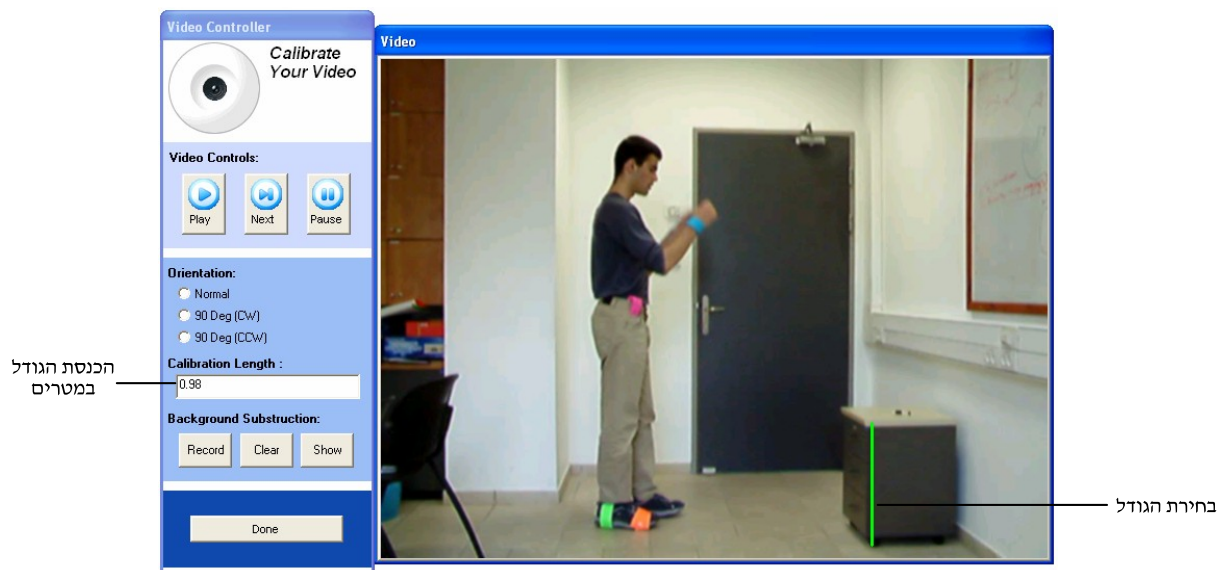 Video Controller
Calibrate
Your Video
Video Controls:
Play
Next
Pause
Orientation:
Normal
90 Deg (CW)
90 Deg (CCW)
Calibration Length :
0.98
Background Substruction:
Record
Clear
Show
Done
Video
הכנסת הגודל
במטרים
בחירת הגודל